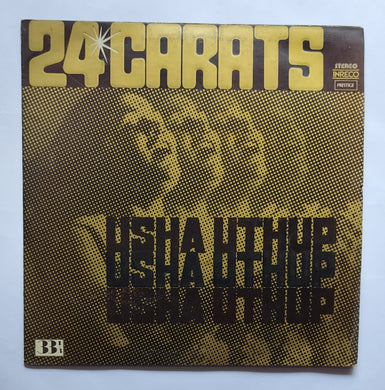 24*CARATS
STEREO
INRECO
PRESTIGE
USHA UTHUP
USHA UTHUP
USHA UTHUP
33⅓